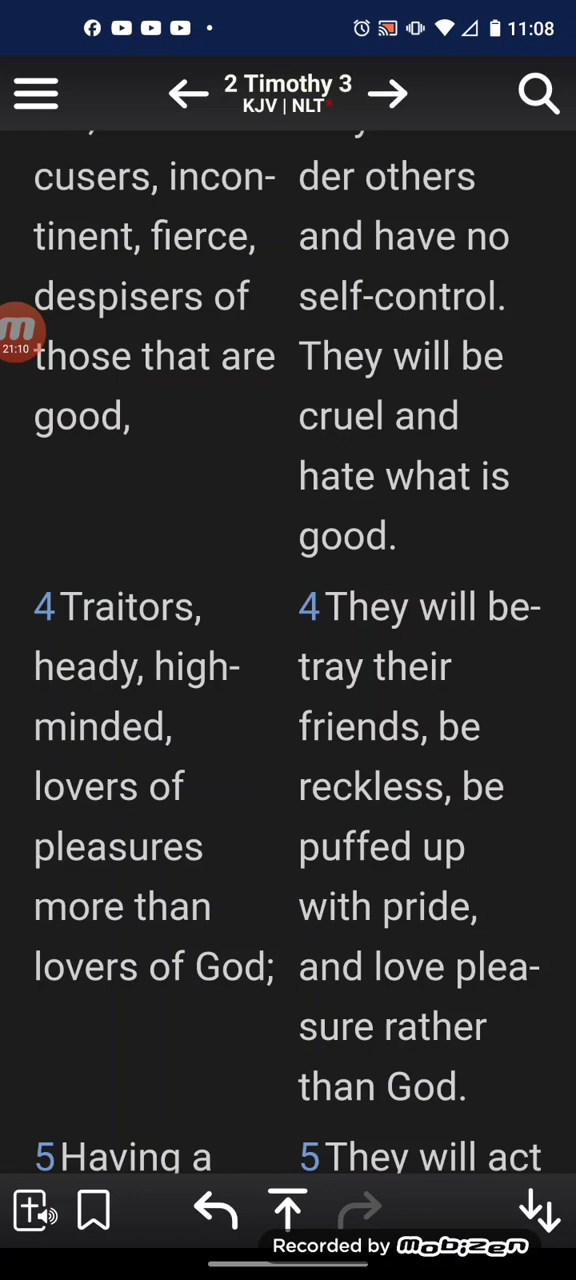 11:08
2 Timothy 3
KJV | NLT*
cusers, incon-
tinent, fierce,
despisers of
those that are
good,
der others
and have no
self-control.
They will be
cruel and
hate what is
good.
21:10
4 Traitors,
heady, high-
minded,
lovers of
pleasures
more than
lovers of God;
4 They will be-
tray their
friends, be
reckless, be
puffed up
with pride,
and love plea-
sure rather
than God.
5 Having a
5 They will act
Recorded by mobizen